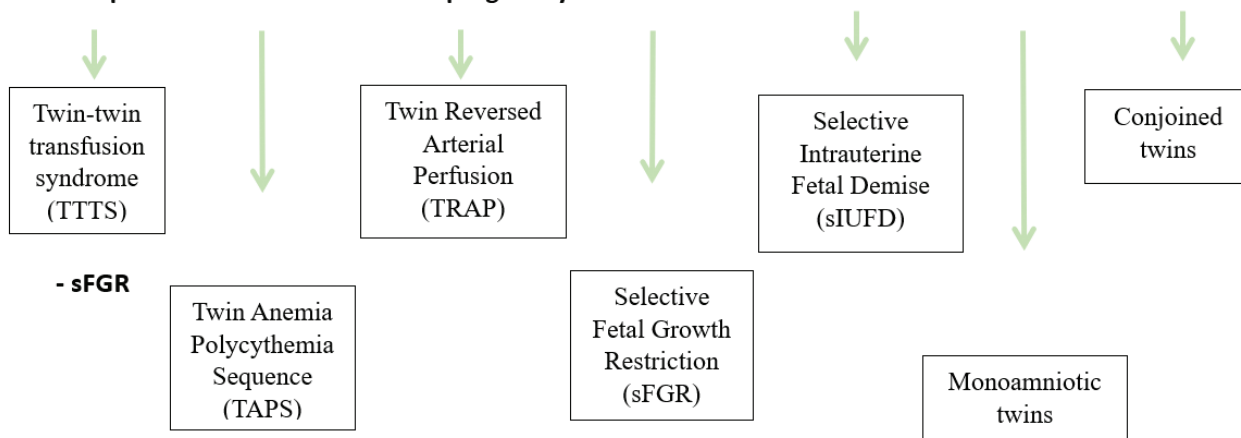 Twin-twin
transfusion
syndrome
(TTTS)
- sFGR
Twin Anemia
Polycythemia
Sequence
(TAPS)
Twin Reversed
Arterial
Perfusion
(TRAP)
Selective
Fetal Growth
Restriction
(sFGR)
Selective
Intrauterine
Fetal Demise
(sIUFD)
Monoamniotic
twins
Conjoined
twins